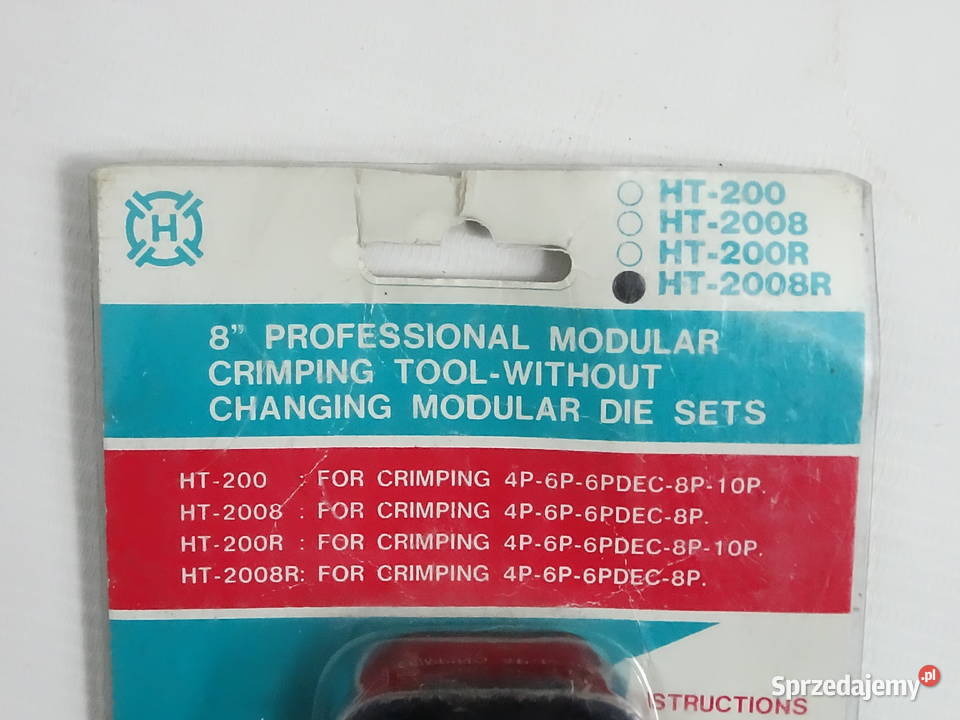 H
HT-200
HT-2008
HT-200R
HT-2008R
8” PROFESSIONAL MODULAR
CRIMPING TOOL-WITHOUT
CHANGING MODULAR DIE SETS
HT-200 : FOR CRIMPING 4P-6P-6PDEC-8P-10P.
HT-2008 : FOR CRIMPING 4P-6P-6PDEC-8P.
HT-200R : FOR CRIMPING 4P-6P-6PDEC-8P-10P.
HT-2008R: FOR CRIMPING 4P-6P-6PDEC-8P.
STRUCTIONS
Sprzedajemy.pl